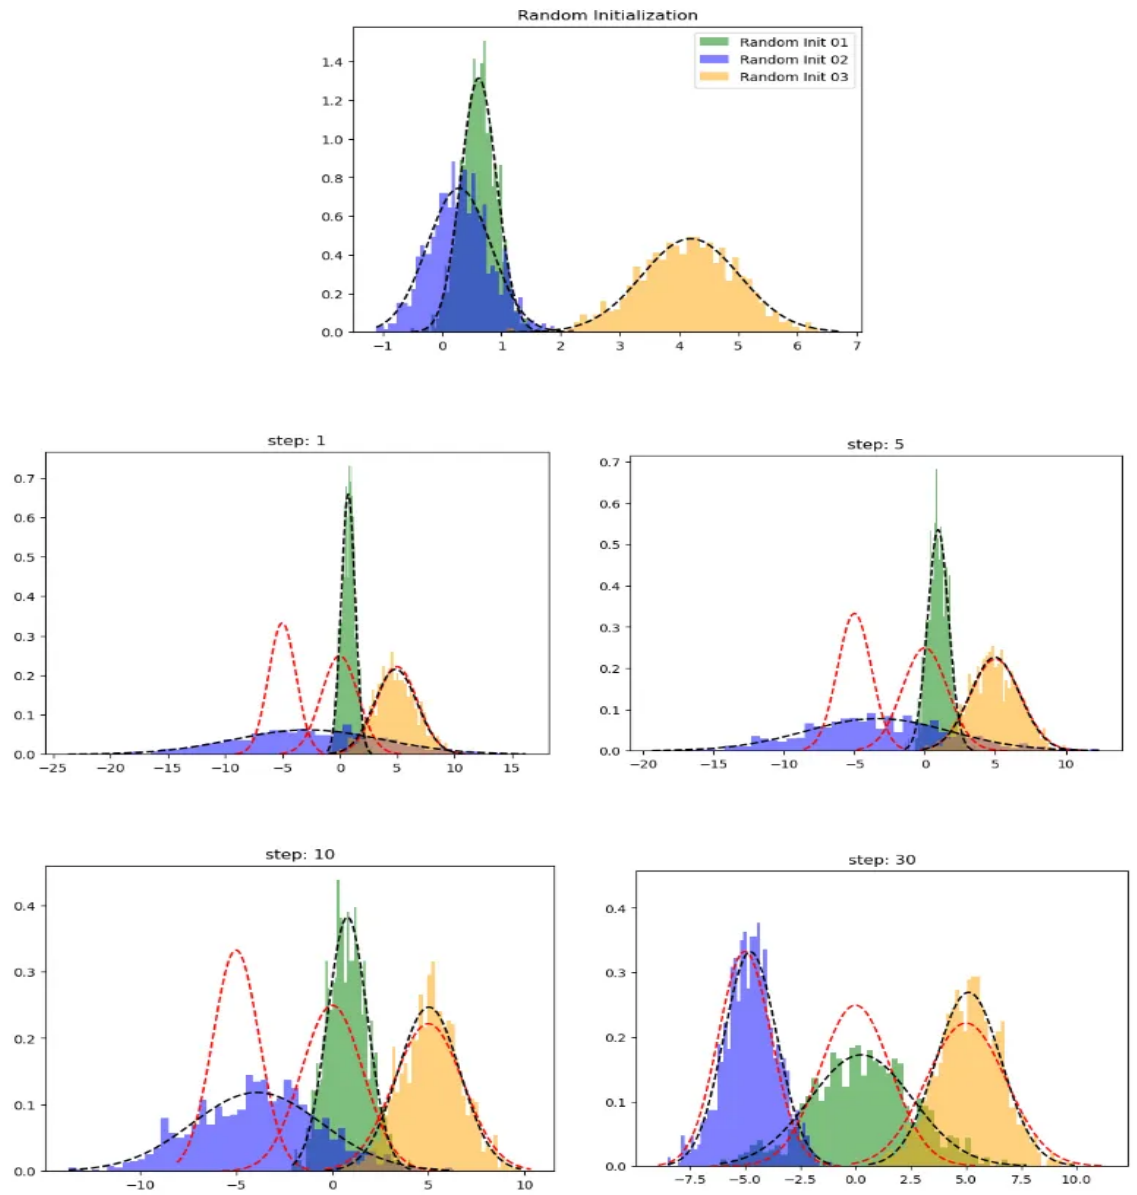 Random Initialization
Random Init 01
Random Init 02
Random Init 03
1.4
1.2
1.0
0.8
0.6
0.4
0.2
0.0
−1 0 1 2 3 4 5 6 7
step: 1
0.7
0.6
0.5
0.4
0.3
0.2
0.1
0.0
−25 −20 −15 −10 −5 0 5 10 15
step: 5
0.7
0.6
0.5
0.4
0.3
0.2
0.1
0.0
−20 −15 −10 −5 0 5 10
step: 10
0.4
0.3
0.2
0.1
0.0
−10 −5 0 5 10
step: 30
0.4
0.3
0.2
0.1
0.0
−7.5 −5.0 −2.5 0.0 2.5 5.0 7.5 10.0